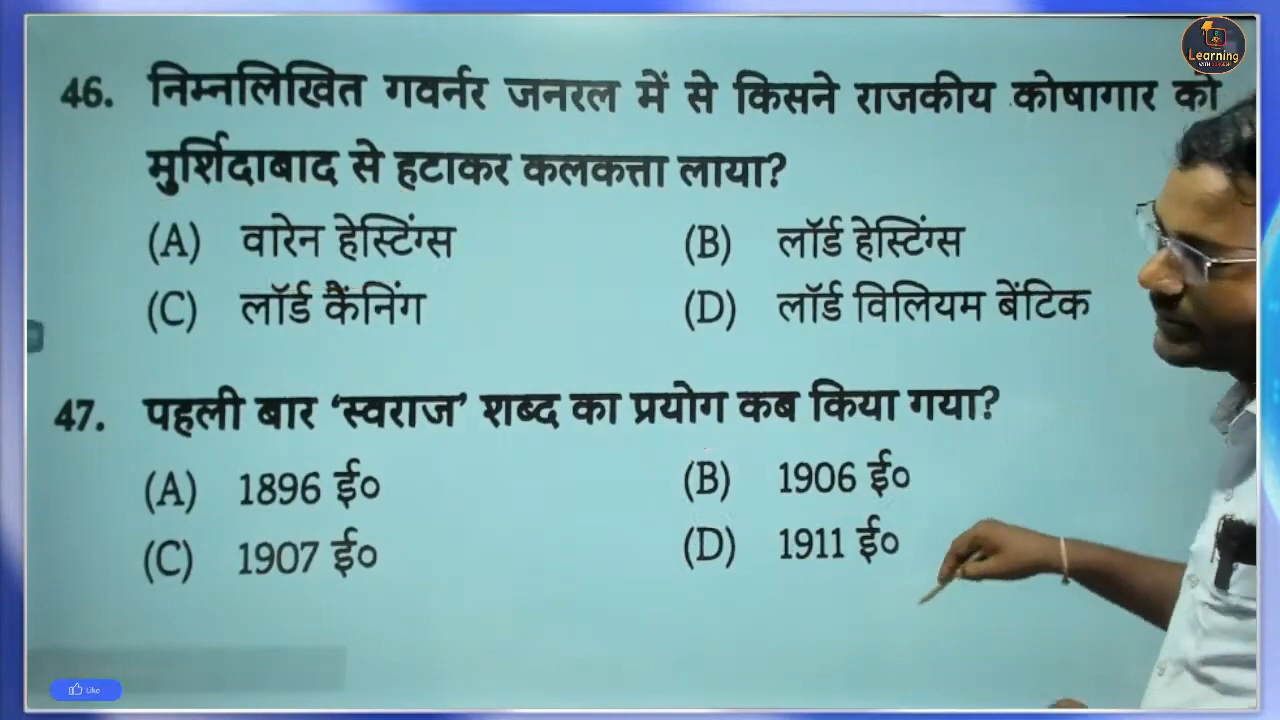 Learning
46. निम्नलिखित गवर्नर जनरल में से किसने राजकीय कोषागार को
मुर्शिदाबाद से हटाकर कलकत्ता लाया?
(A) वारेन हेस्टिंग्स (B) लॉर्ड हेस्टिंग्स
(C) लॉर्ड कैंनिंग (D) लॉर्ड विलियम बेंटिक
47. पहली बार ‘स्वराज’ शब्द का प्रयोग कब किया गया?
(A) 1896 ई० (B) 1906 ई०
(C) 1907 ई० (D) 1911 ई०
Like